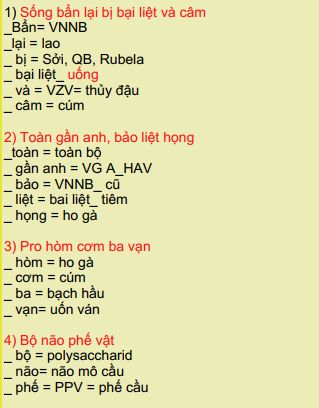 1) Sống bẩn lại bị bại liệt và câm
_Bẩn= VNNB
_lại = lao
_ bị = Sởi, QB, Rubela
_ bại liệt_ uống
_ và = VZV= thủy đậu
_ câm = cúm
2) Toàn gần anh, bảo liệt họng
_toàn = toàn bộ
_ gần anh = VG A_HAV
_ bảo = VNNB_ cũ
_ liệt = bai liệt_ tiêm
_ họng = ho gà
3) Pro hòm cơm ba vạn
_ hòm = ho gà
_ cơm = cúm
_ ba = bạch hầu
_ vạn= uốn ván
4) Bộ não phế vật
_ bộ = polysaccharid
_ não= não mô cầu
_ phế = PPV = phế cầu